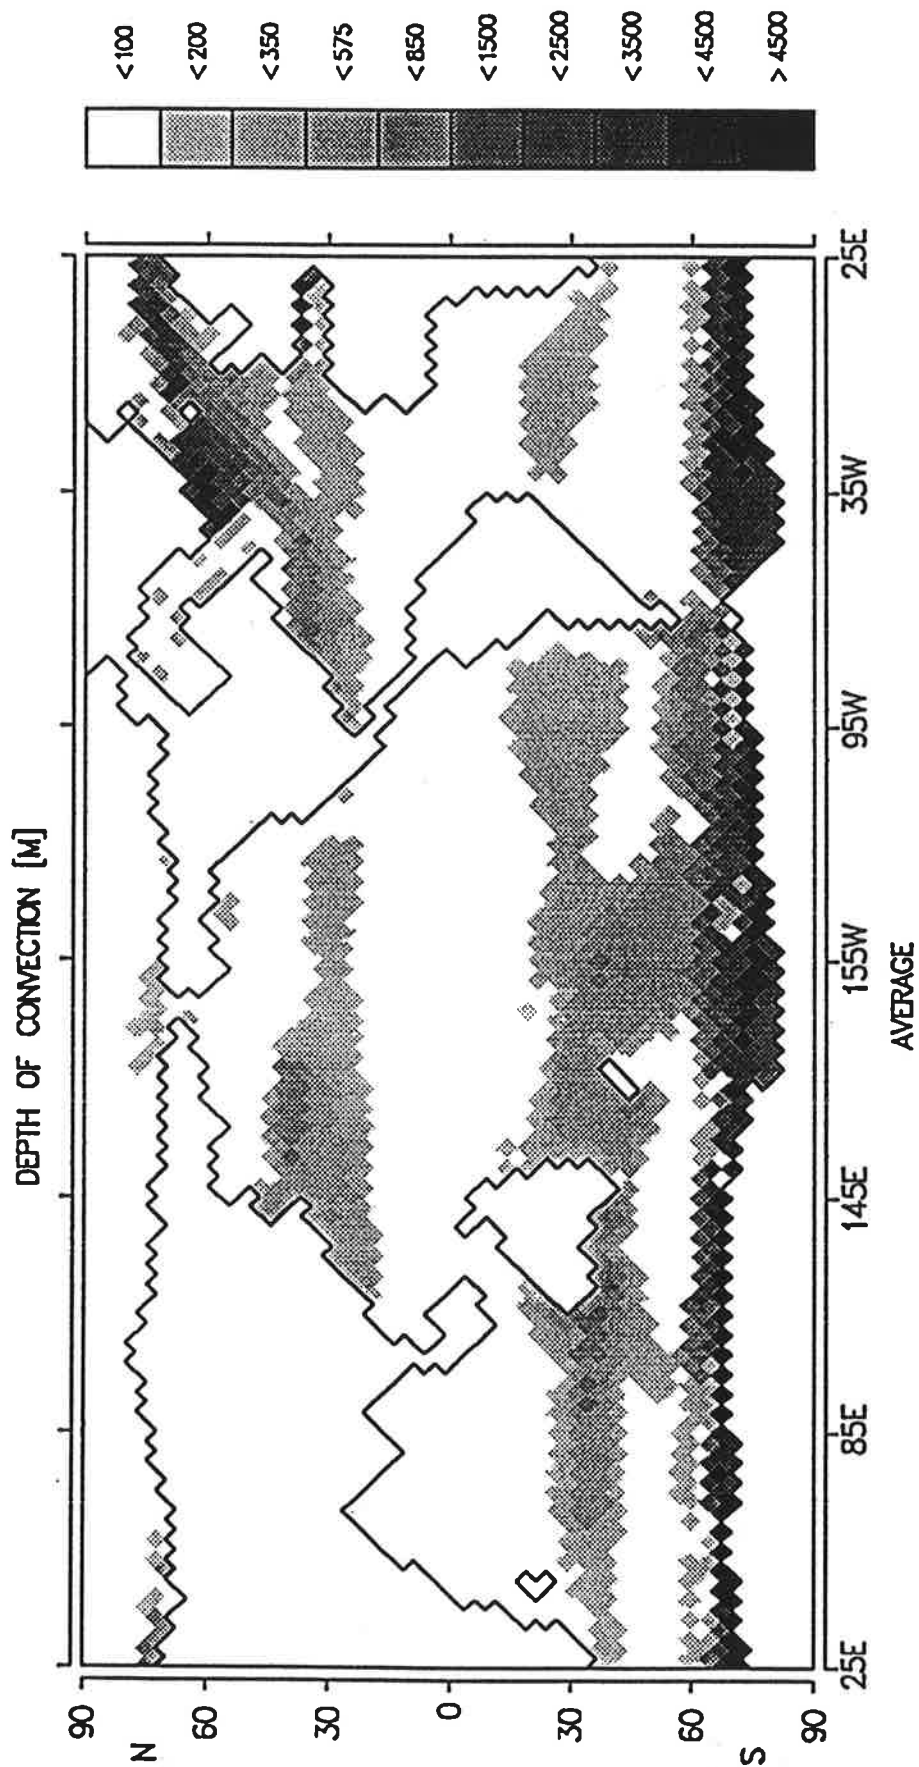 DEPTH OF CONVECTION [M]
90
60
30
0
30
60
90
N
S
25E
85E
145E
155W
95W
35W
25E
AVERAGE
<100
<200
<350
<575
<850
<1500
<2500
<3500
<4500
>4500